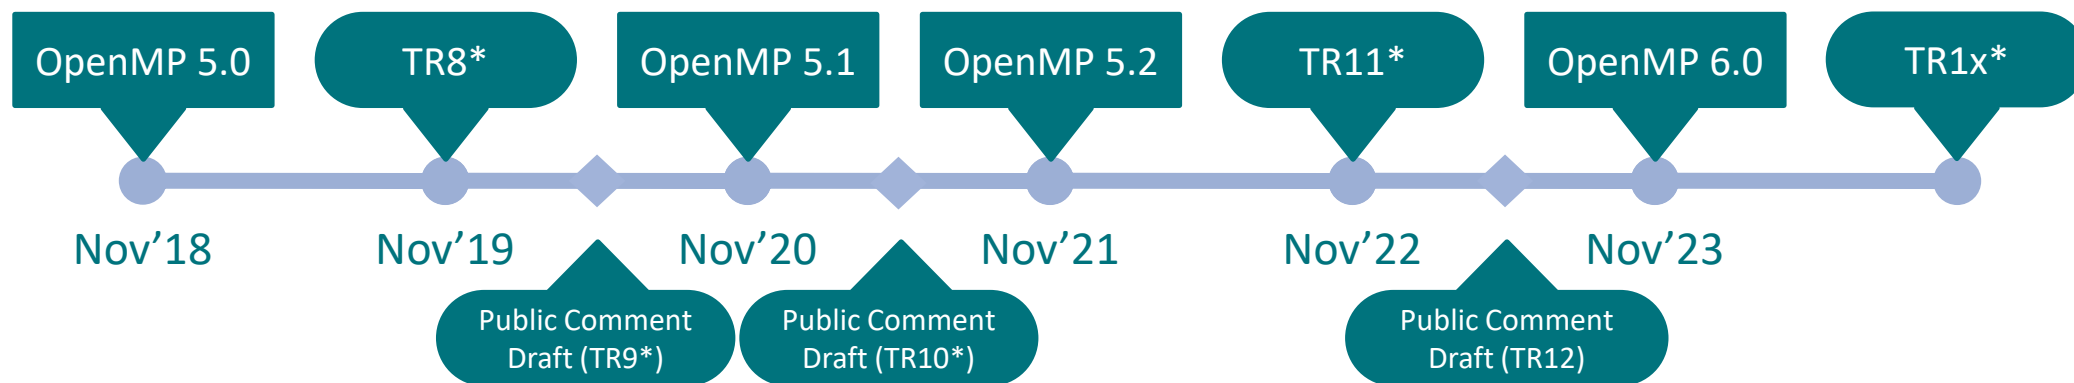 OpenMP 5.0
TR8*
OpenMP 5.1
OpenMP 5.2
TR11*
OpenMP 6.0
TR1x*
Nov’18
Nov’19
Nov’20
Nov’21
Nov’22
Nov’23
Public Comment
Draft (TR9*)
Public Comment
Draft (TR10*)
Public Comment
Draft (TR12)